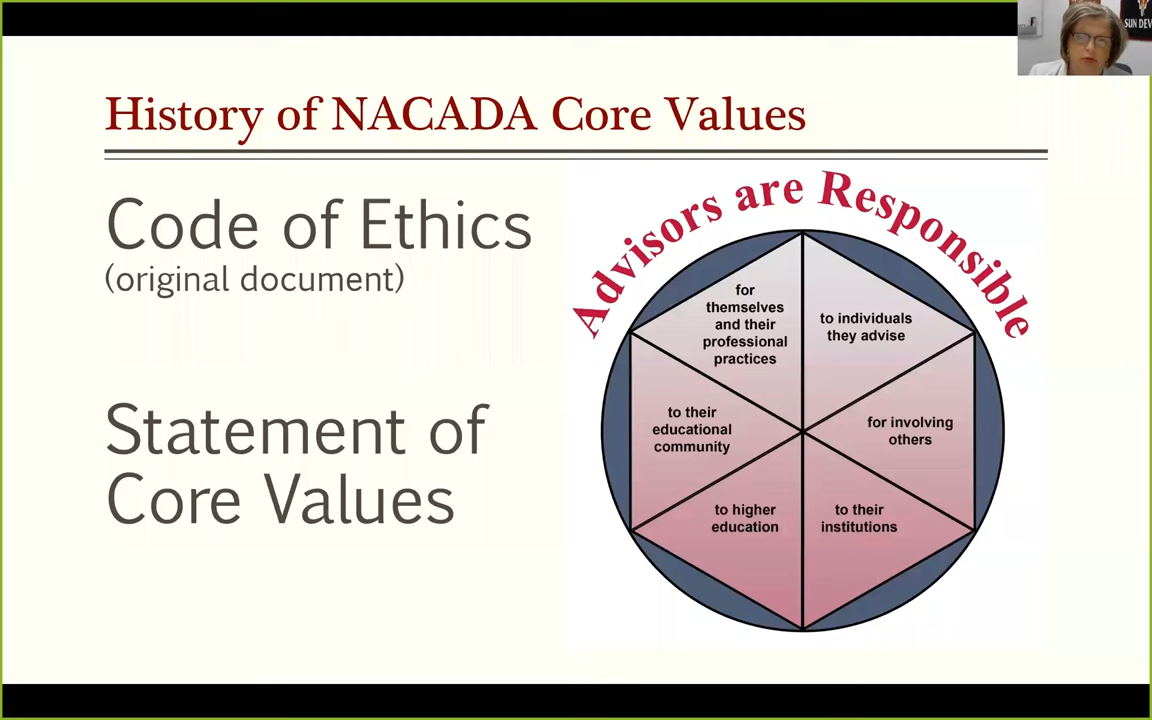 SUN DEV
History of NACADA Core Values
Code of Ethics
(original document)
Statement of
Core Values
Advisors are Responsible
for
themselves
and their
professional
practices
to individuals
they advise
to their
educational
community
for involving
others
to higher
education
to their
institutions